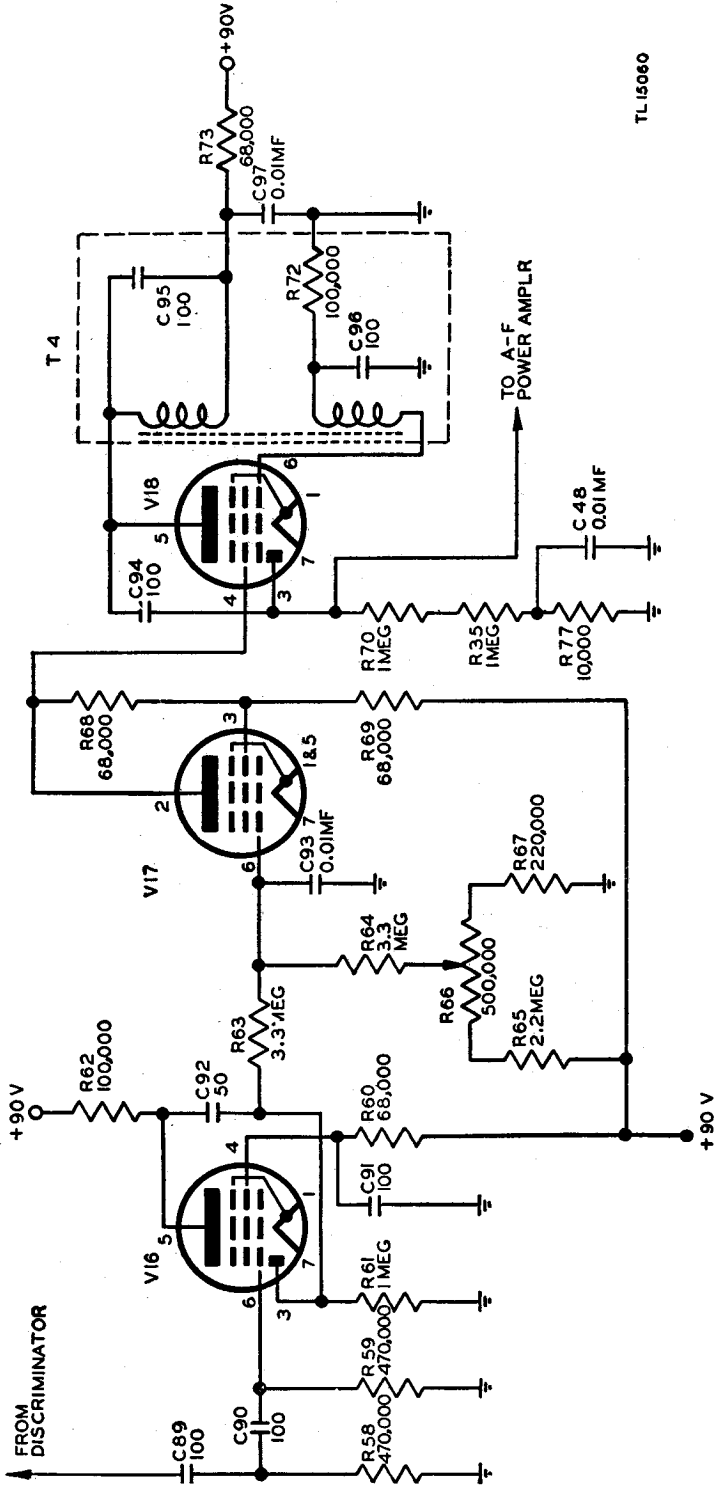 FROM
DISCRIMINATOR
C89
100
C90
100
R58
470,000
R59
470,000
R61
1 MEG
V16
5
4
6
3
7
1
+90V
R62
100,000
C92
50
C91
100
R60
68,000
R63
3.3 MEG
R64
3.3
MEG
R66
500,000
R65
2.2MEG
R67
220,000
+90V
V17
2
3
6
7
1&5
C93
0.01MF
R68
68,000
R69
68,000
C94
100
V18
5
4
3
6
7
1
R70
1MEG
R35
1MEG
R77
10,000
C48
0.01 MF
TO A-F
POWER AMPLR
T4
C95
100
C96
100
R72
100,000
C97
0.01MF
R73
68,000
+90V
TL15060